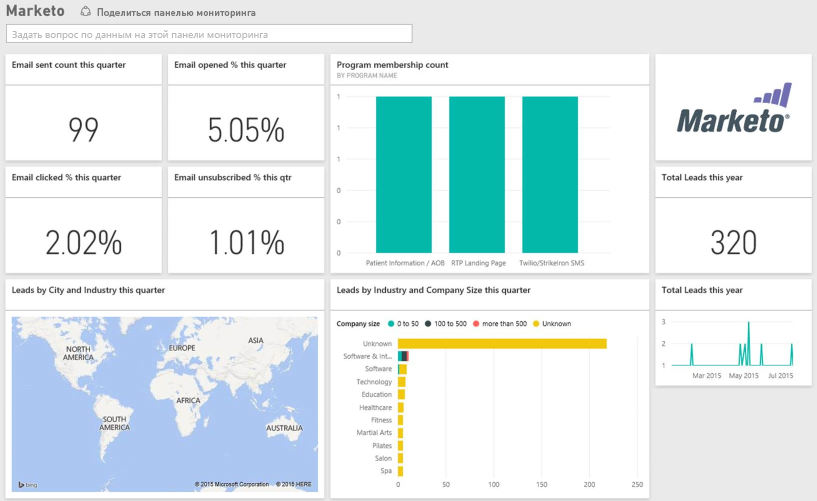 Marketo
Поделиться панелью мониторинга
Задать вопрос по данным на этой панели мониторинга
Email sent count this quarter
99
Email opened % this quarter
5.05%
Program membership count
BY PROGRAM NAME
1
1
1
0
0
0
Patient Information / AOB
RTP Landing Page
Twilio/Strikeiron SMS
Marketo®
Email clicked % this quarter
2.02%
Email unsubscribed % this qtr
1.01%
Total Leads this year
320
Leads by City and Industry this quarter
NORTH
AMERICA
EUROPE
ASIA
AFRICA
SOUTH
AMERICA
AUSTRALIA
bing
© 2015 Microsoft Corporation © 2015 HERE
Leads by Industry and Company Size this quarter
Company size 0 to 50 100 to 500 more than 500 Unknown
Unknown
Software & Int...
Software
Technology
Education
Healthcare
Fitness
Martial Arts
Pilates
Salon
Spa
0 50 100 150 200 250
Total Leads this year
3
2
1
Mar 2015 May 2015 Jul 2015